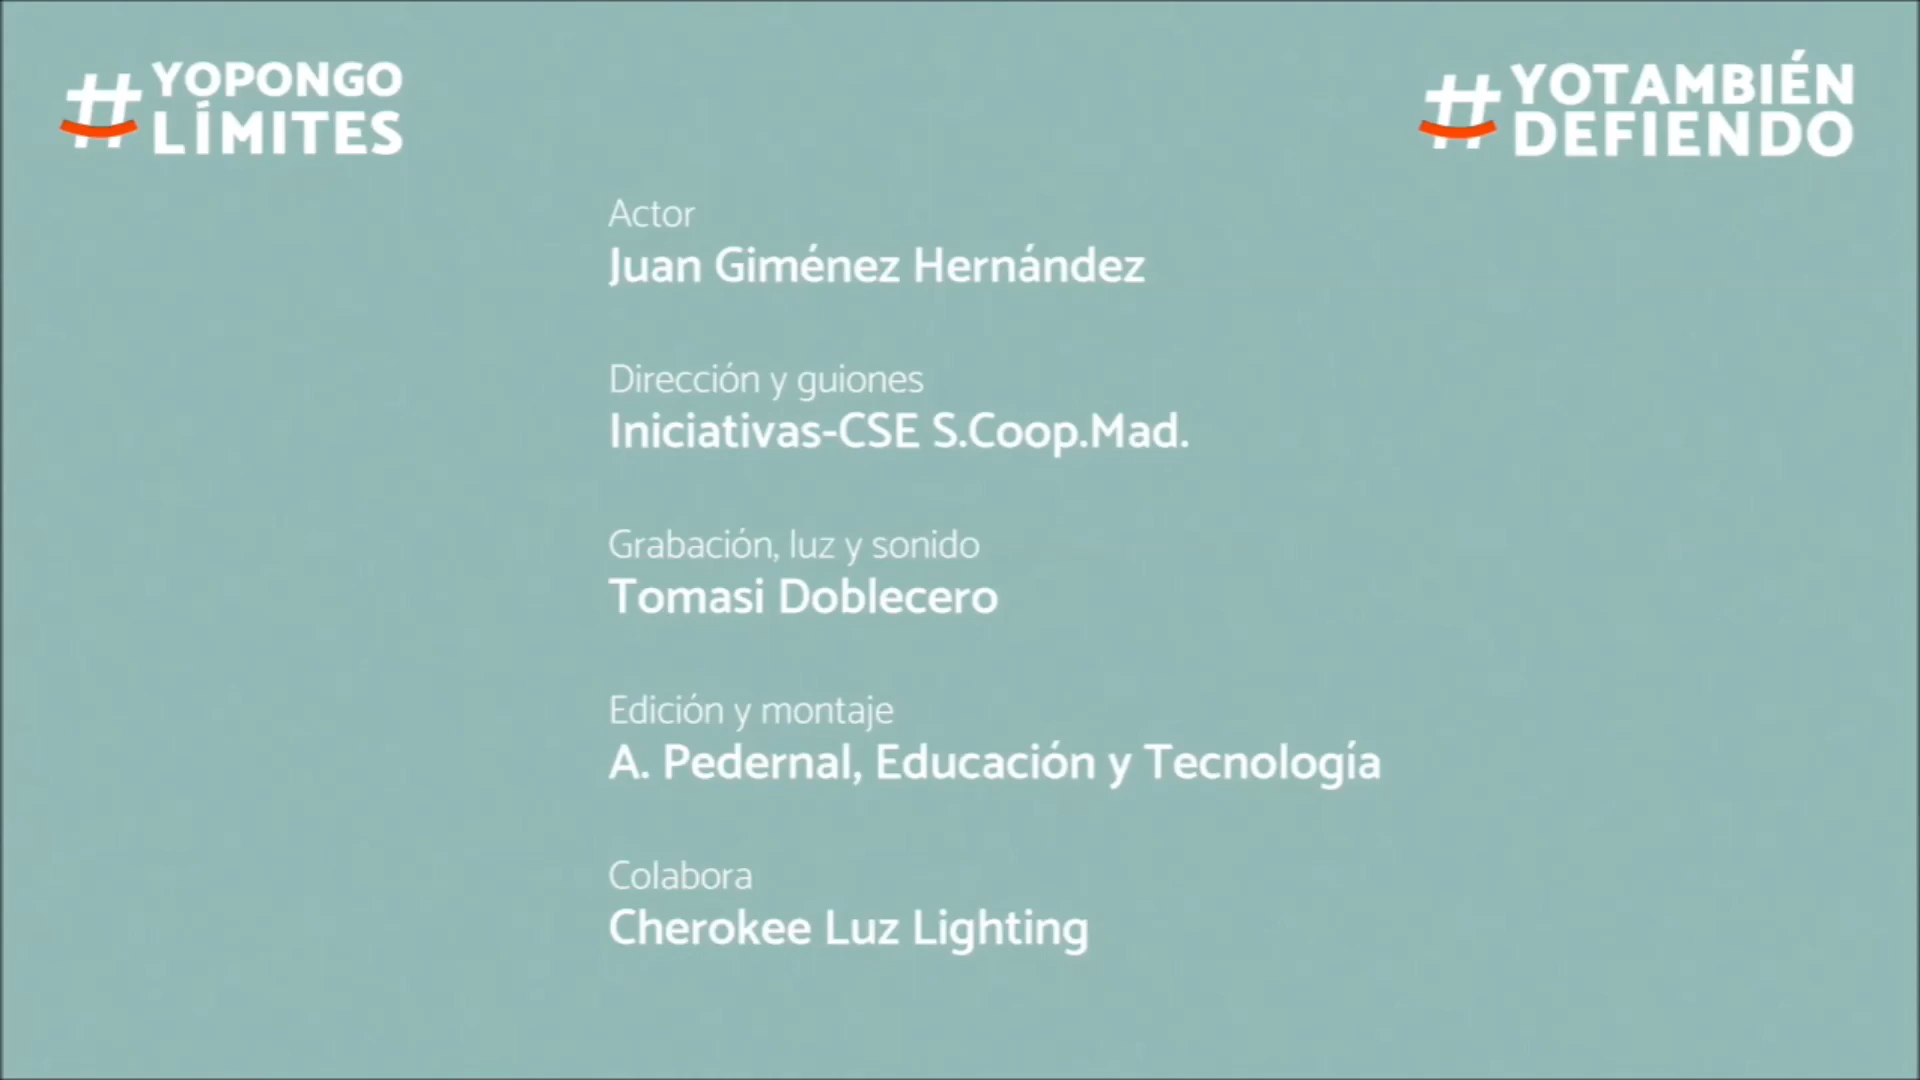 #YOPONGO
LÍMITES
#YOTAMBIÉN
DEFIENDO
Actor
Juan Giménez Hernández
Dirección y guiones
Iniciativas-CSE S.Coop.Mad.
Grabación, luz y sonido
Tomasi Doblecero
Edición y montaje
A. Pedernal, Educación y Tecnología
Colabora
Cherokee Luz Lighting